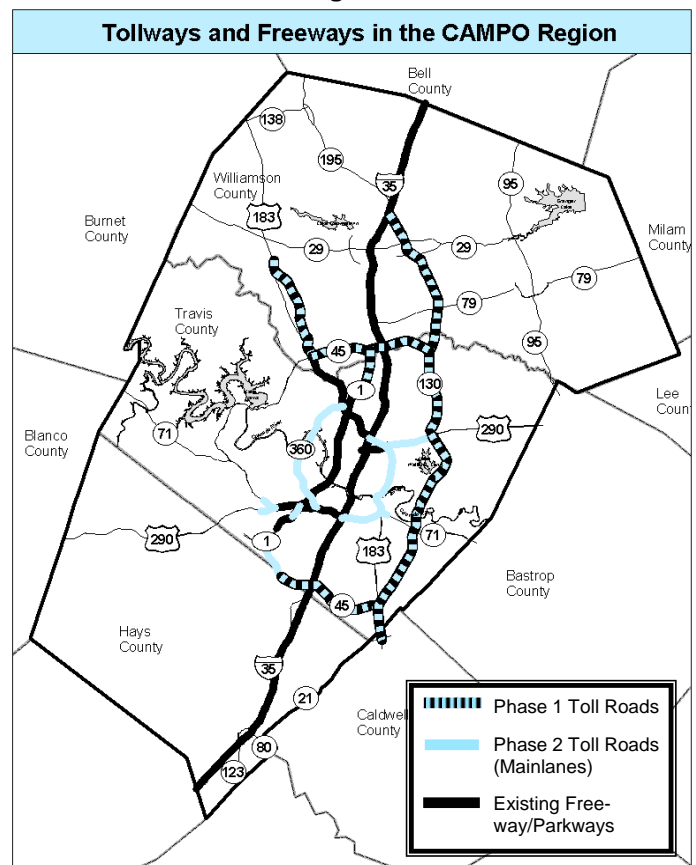 Tollways and Freeways in the CAMPO Region
Bell
County
138
195
35
95
Williamson
County
183
Burnet
County
Milam
County
29
29
79
79
Travis
County
95
45
1
130
Lee
Blanco
County
71
360
290
290
1
183
71
Bastrop
County
45
Hays
County
35
21
Caldwell
County
80
123
Phase 1 Toll Roads
Phase 2 Toll Roads
(Mainlanes)
Existing Free-
way/Parkways